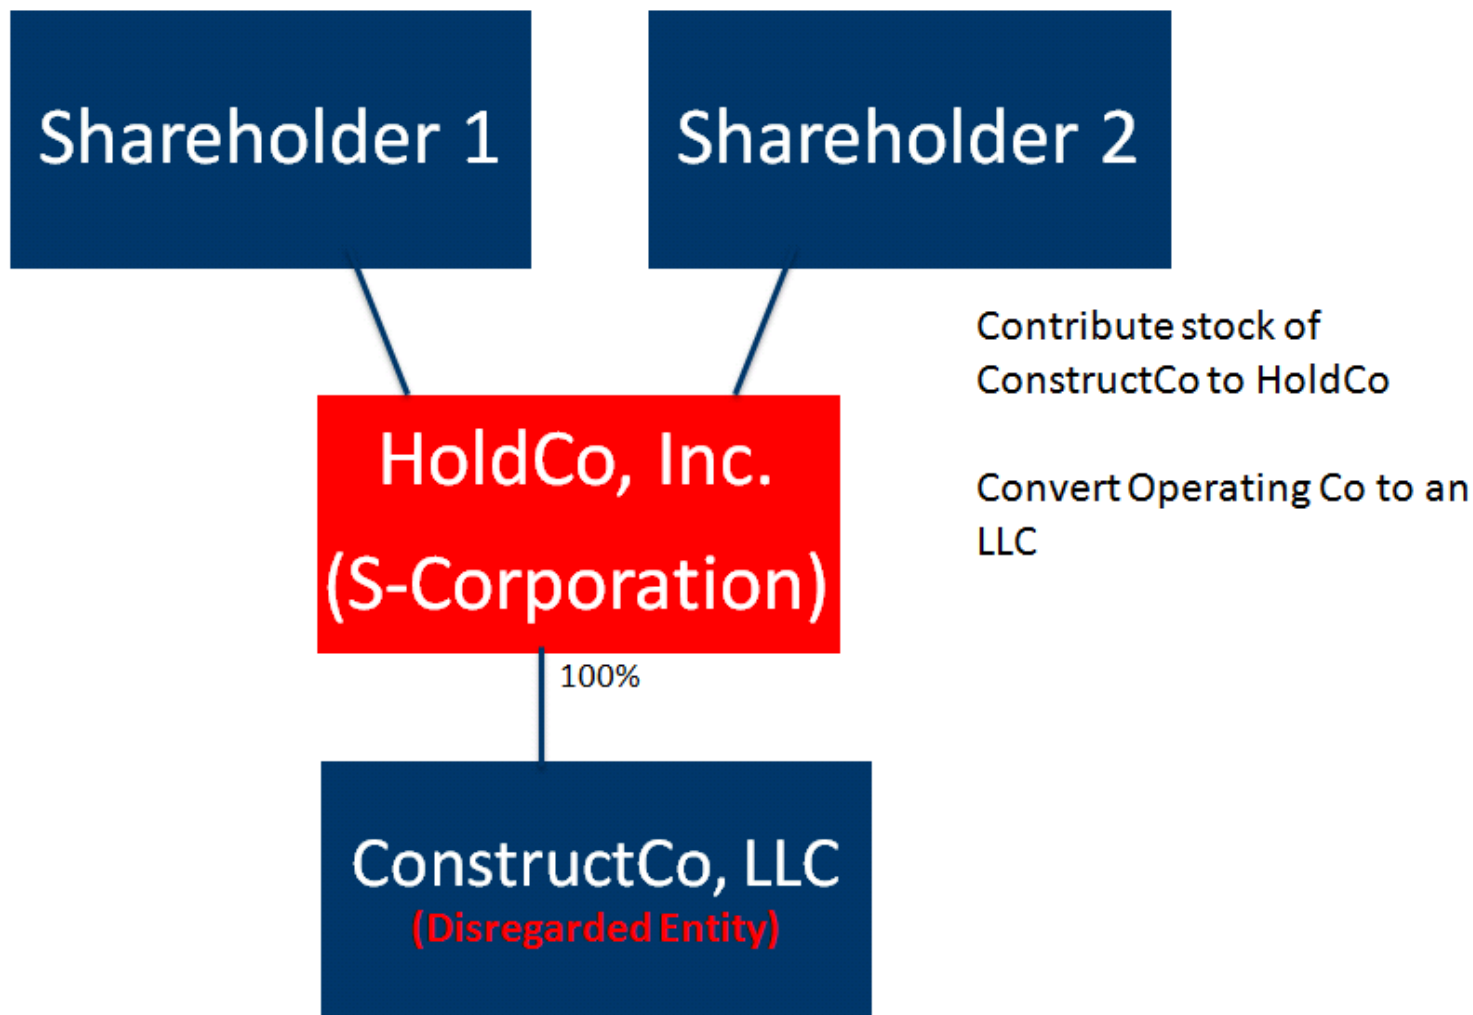 Shareholder 1
Shareholder 2
Contribute stock of
ConstructCo to HoldCo
Convert Operating Co to an
LLC
HoldCo, Inc.
(S-Corporation)
100%
ConstructCo, LLC
(Disregarded Entity)